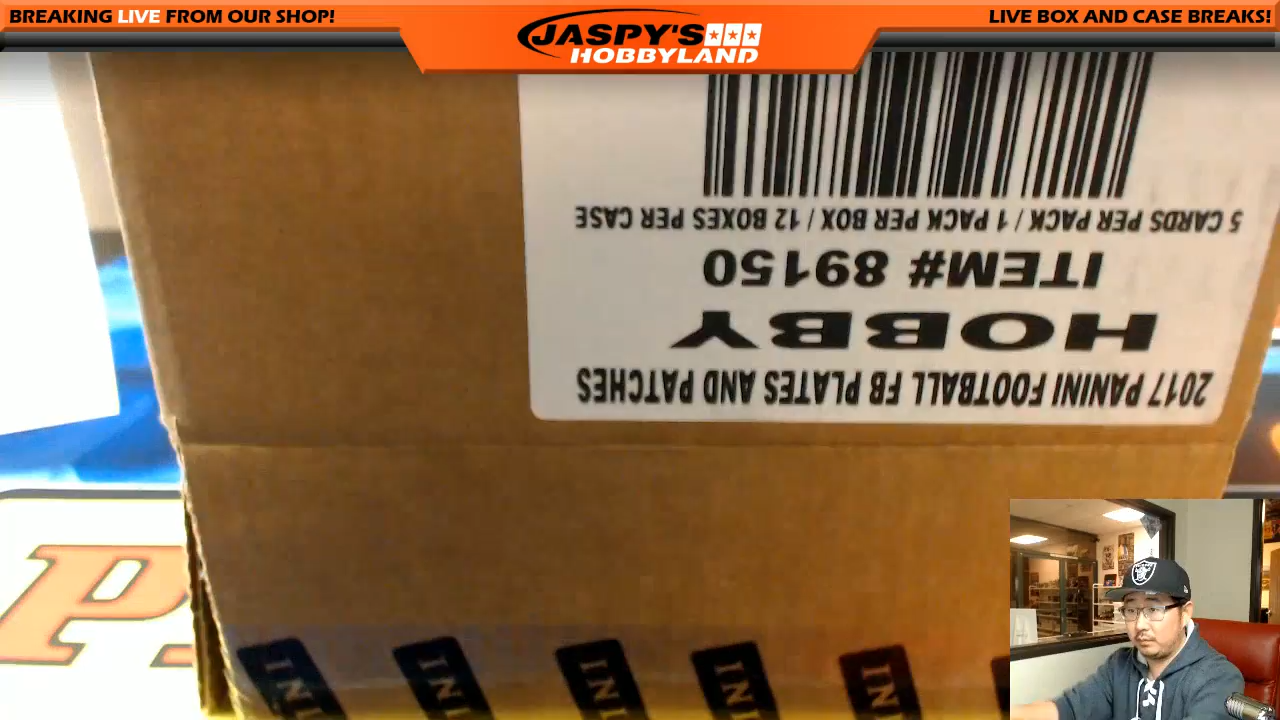 BREAKING LIVE FROM OUR SHOP!
JASPY'S
HOBBYLAND
LIVE BOX AND CASE BREAKS!
2017 PANINI FOOTBALL FB PLATES AND PATCHES
HOBBY
ITEM# 89150
5 CARDS PER PACK / 1 PACK PER BOX / 12 BOXES PER CASE